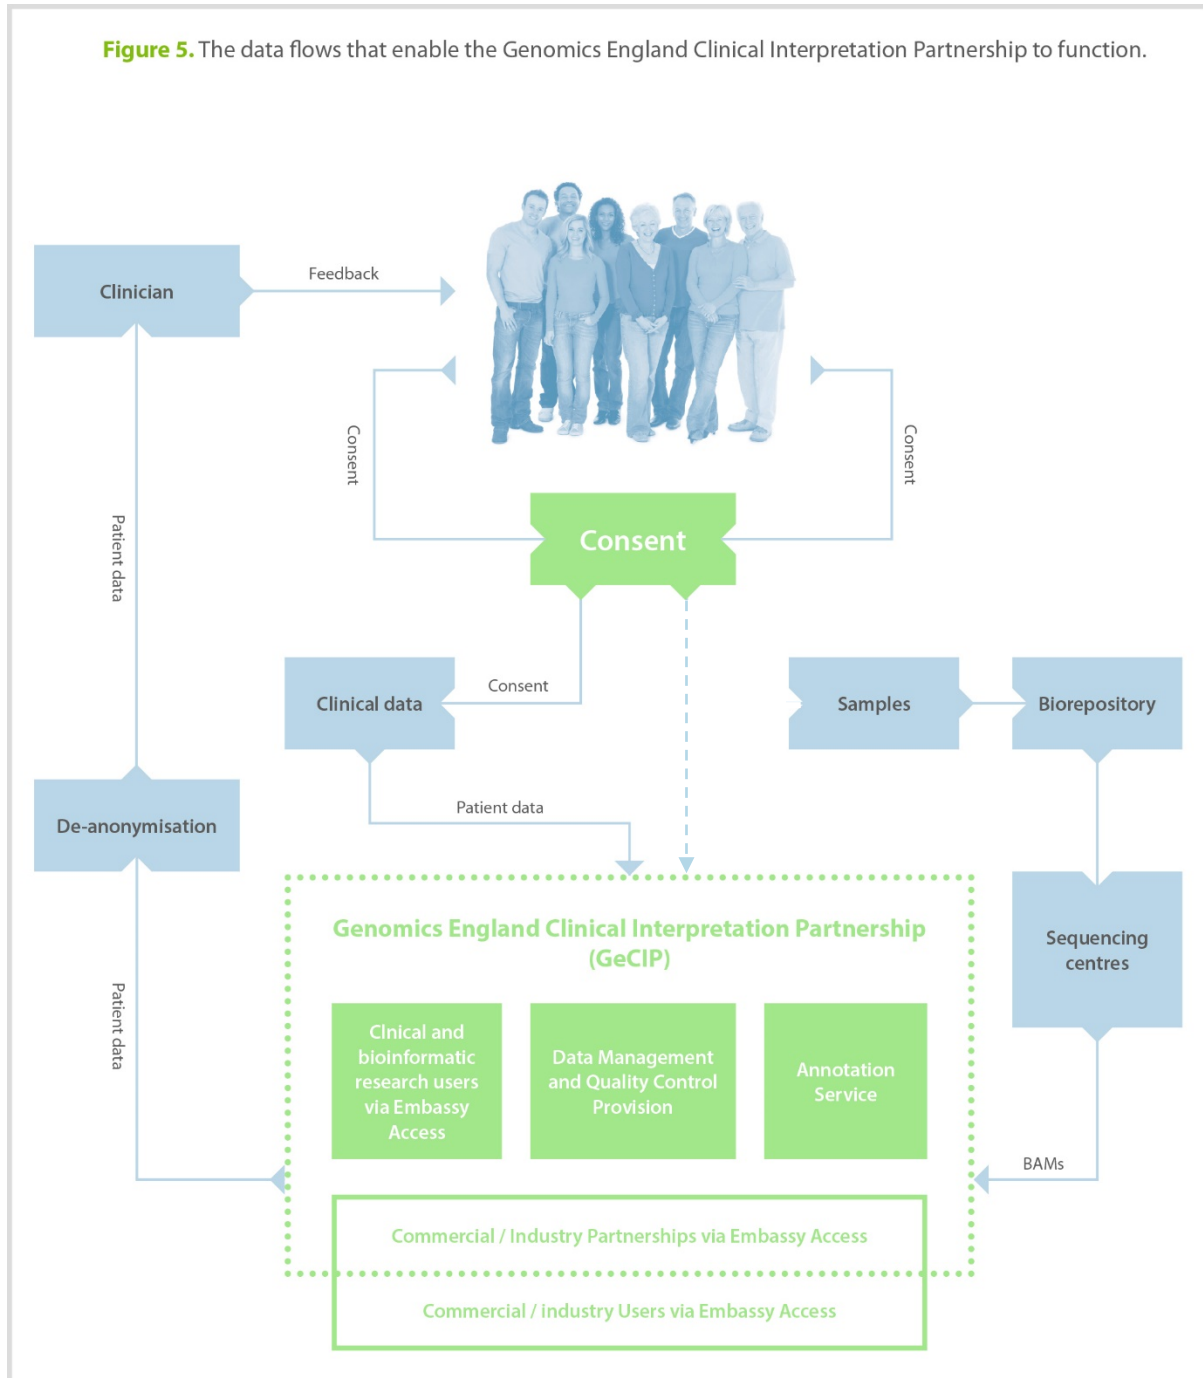 Figure 5. The data flows that enable the Genomics England Clinical Interpretation Partnership to function.
Clinician
Feedback
Consent
Consent
Consent
Patient data
Clinical data
Consent
Samples
Biorepository
Patient data
De-anonymisation
Genomics England Clinical Interpretation Partnership
(GeCIP)
Sequencing
centres
Patient data
Clnical and
bioinformatic
research users
via Embassy
Access
Data Management
and Quality Control
Provision
Annotation
Service
BAMs
Commercial / Industry Partnerships via Embassy Access
Commercial / industry Users via Embassy Access